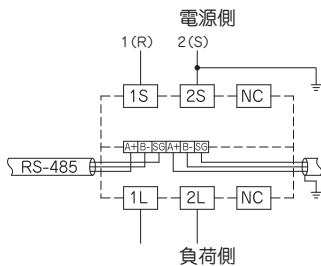 電源側
1(R) 2(S)
1S 2S NC
A+ B- SG A+ B- SG
RS-485
1L 2L NC
負荷側